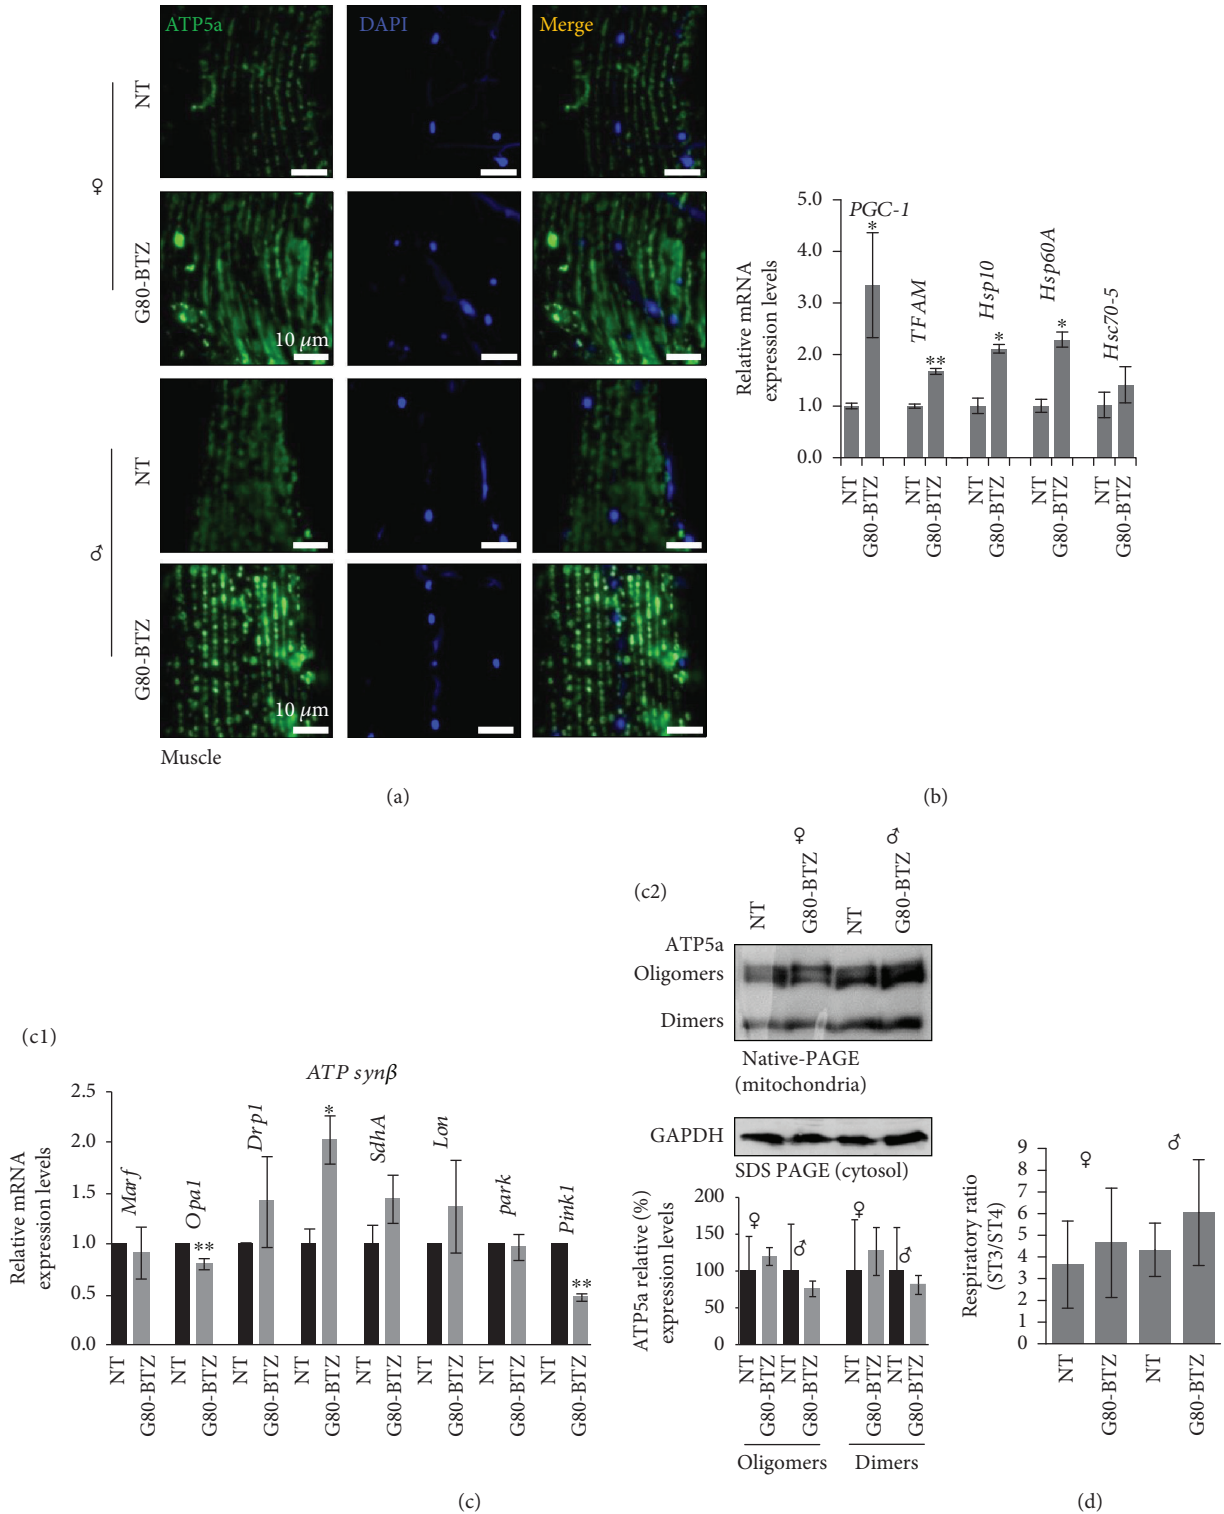 ATP5a
DAPI
Merge
♀
NT
G80-BTZ
10 μm
♂
NT
G80-BTZ
10 μm
Muscle
(a)
Relative mRNA
expression levels
5.0
4.0
3.0
2.0
1.0
0.0
PGC-1
*
TFAM
**
Hsp10
*
Hsp60A
*
Hsc70-5
NT
G80-BTZ
NT
G80-BTZ
NT
G80-BTZ
NT
G80-BTZ
NT
G80-BTZ
(b)
(c1)
Relative mRNA
expression levels
2.5
2.0
1.5
1.0
0.5
0.0
Marf
Opa1
**
Drp1
ATP synβ
*
SdhA
Lon
park
Pink1
**
NT
G80-BTZ
NT
G80-BTZ
NT
G80-BTZ
NT
G80-BTZ
NT
G80-BTZ
NT
G80-BTZ
NT
G80-BTZ
NT
G80-BTZ
(c2)
♀
♂
NT
G80-BTZ
NT
G80-BTZ
ATP5a
Oligomers
Dimers
Native-PAGE
(mitochondria)
GAPDH
SDS PAGE (cytosol)
ATP5a relative (%)
expression levels
200
150
100
50
0
♀
♂
♀
♂
NT
G80-BTZ
NT
G80-BTZ
NT
G80-BTZ
NT
G80-BTZ
Oligomers
Dimers
(c)
Respiratory ratio
(ST3/ST4)
9
8
7
6
5
4
3
2
1
0
♀
♂
NT
G80-BTZ
NT
G80-BTZ
(d)